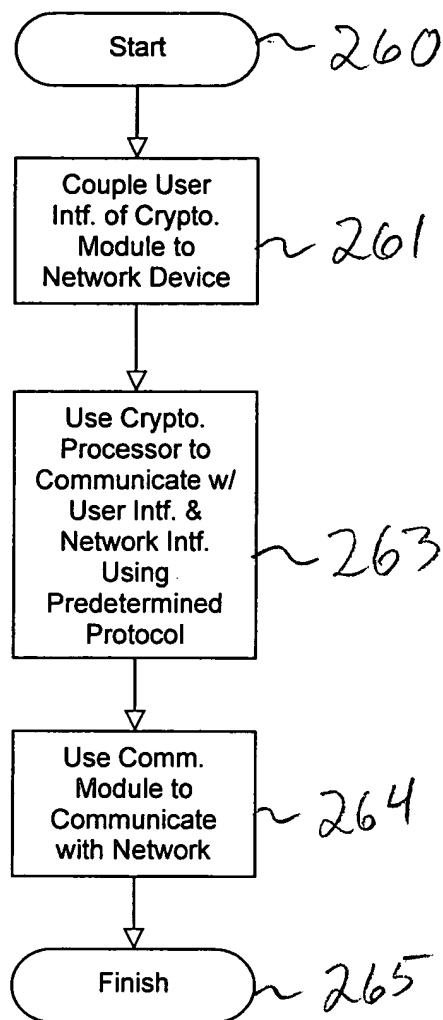 Start
260
Couple User
Intf. of Crypto.
Module to
Network Device
261
Use Crypto.
Processor to
Communicate w/
User Intf. &
Network Intf.
Using
Predetermined
Protocol
263
Use Comm.
Module to
Communicate
with Network
264
Finish
265